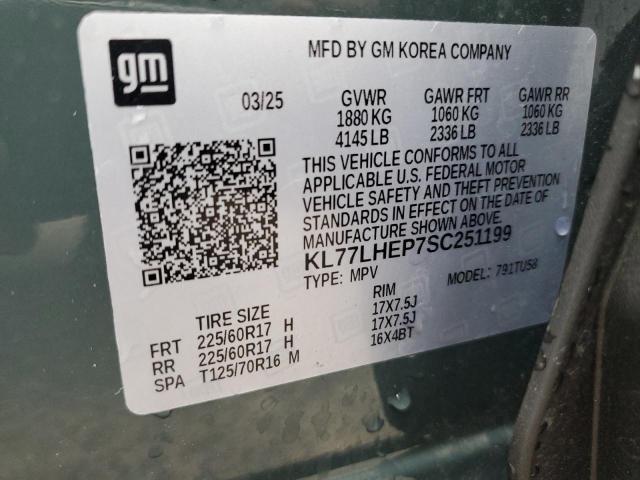 gm
MFD BY GM KOREA COMPANY
03/25 GVWR GAWR FRT GAWR RR
1880 KG 1060 KG 1060 KG
4145 LB 2336 LB 2336 LB
THIS VEHICLE CONFORMS TO ALL
APPLICABLE U.S. FEDERAL MOTOR
VEHICLE SAFETY AND THEFT PREVENTION
STANDARDS IN EFFECT ON THE DATE OF
MANUFACTURE SHOWN ABOVE.
KL77LHEP7SC251199
TYPE: MPV MODEL: 791TU58
TIRE SIZE RIM
FRT 225/60R17 H 17X7.5J
RR 225/60R17 H 17X7.5J
SPA T125/70R16 M 16X4BT